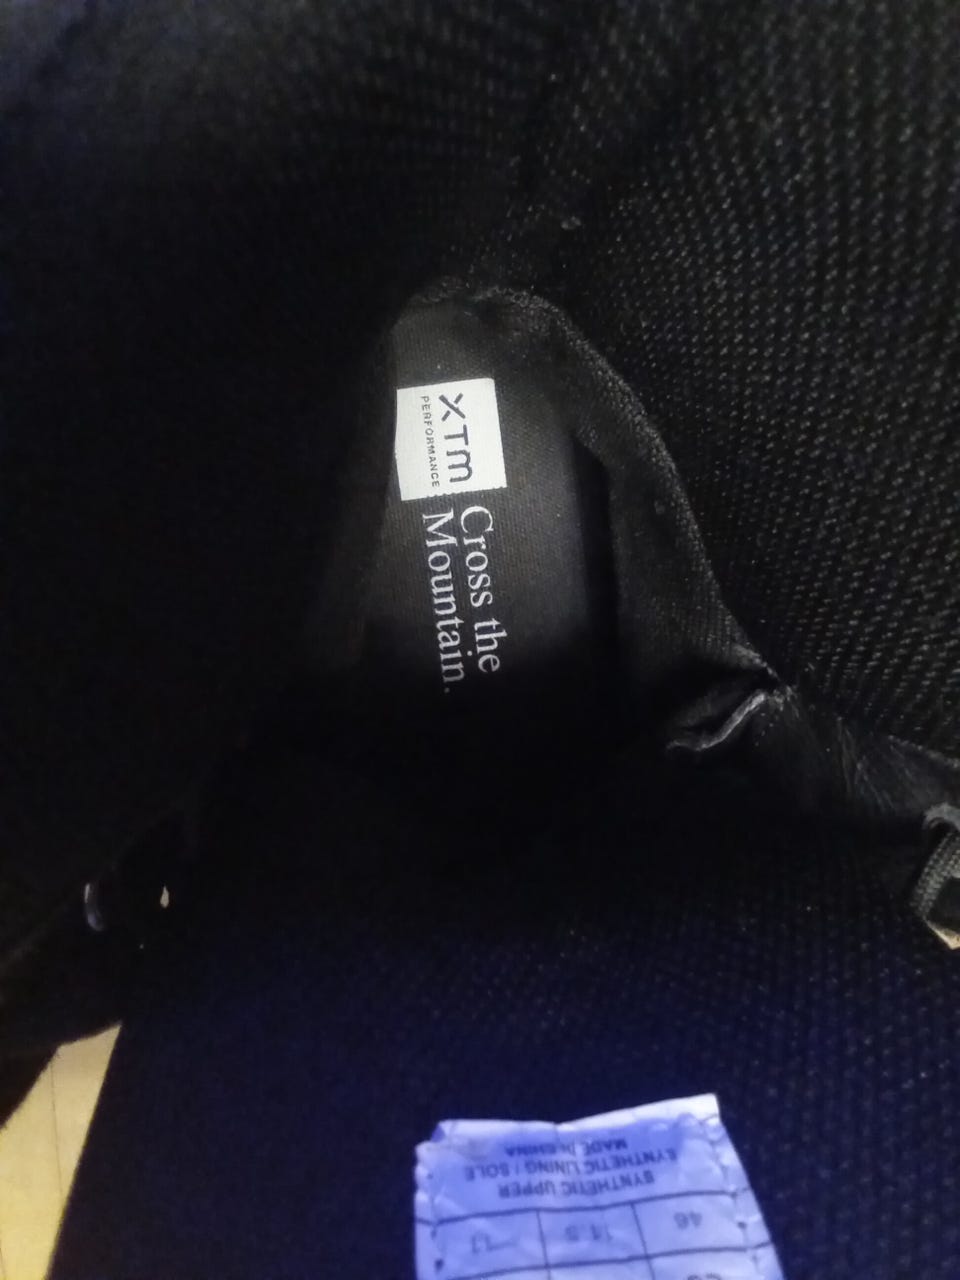 XTM
PERFORMANCE
Cross the
Mountain.
46 11.5
SYNTHETIC UPPER
SYNTHETIC LINING / SOLE
MADE IN CHINA